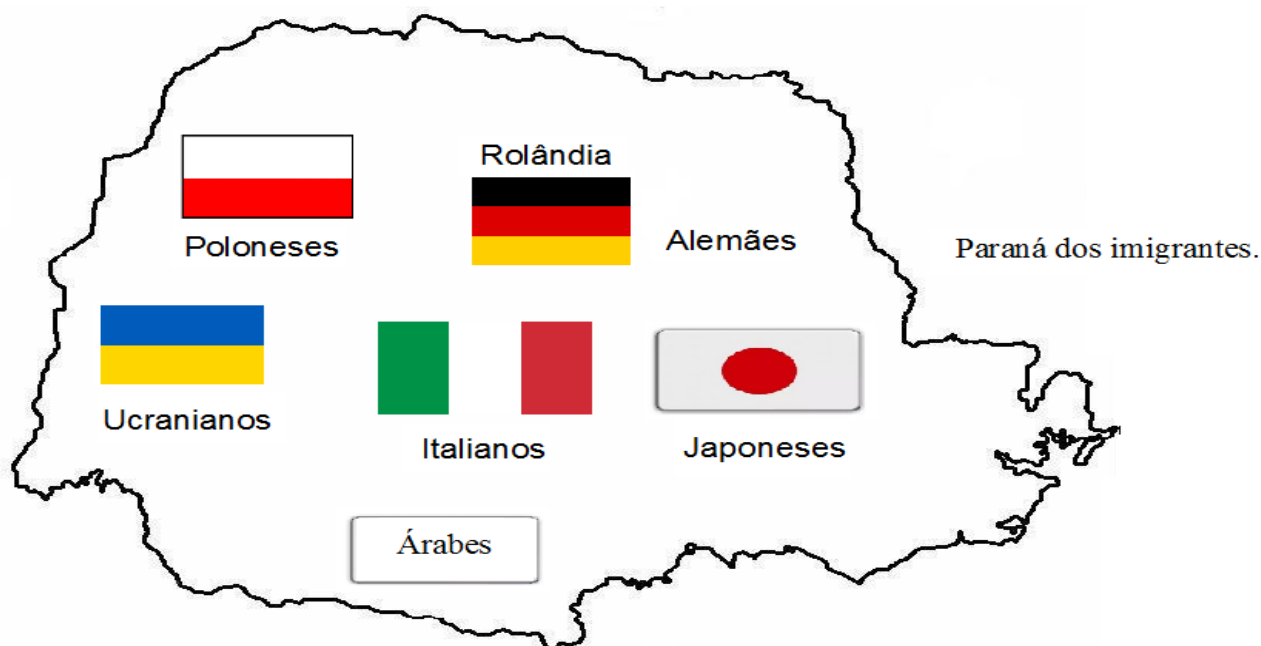 Rolândia
Poloneses
Alemães
Paraná dos imigrantes.
Ucranianos
Italianos
Japoneses
Árabes